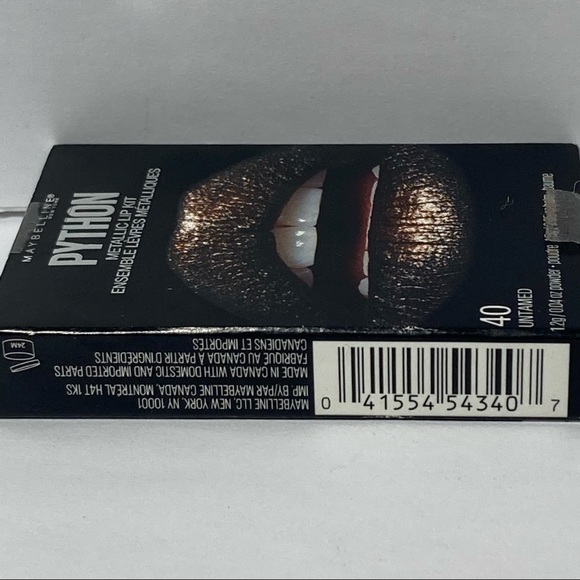 MAYBELLINE®
PYTHON
METALLIC LIP KIT
ENSEMBLE LÈVRES MÉTALLIQUES
40
UNTAMED
1.2g / 0.04 oz powder - poudre
24M
MAYBELLINE LLC, NEW YORK, NY 10001
IMP. BY/PAR MAYBELLINE CANADA, MONTRÉAL H4T 1K5
MADE IN CANADA WITH DOMESTIC AND IMPORTED PARTS
FABRIQUÉ AU CANADA À PARTIR D'INGRÉDIENTS
CANADIENS ET IMPORTÉS
0 41554 54340 7